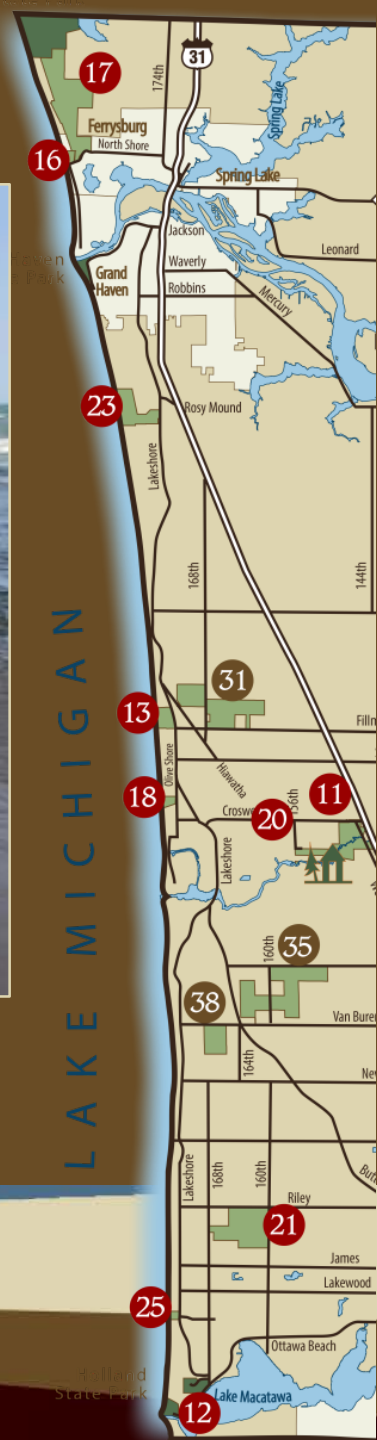 17
174th
31
Ferrysburg
North Shore
Spring Lake
16
Spring Lake
Jackson
Leonard
Waverly
Grand
Haven
Robbins
Mercury
Park
23
Rosy Mound
Lakeshore
168th
144th
LAKE MICHIGAN
31
13
Olive Shore
Hiawatha
18
11
20
156th
Lakeshore
160th
35
38
164th
Lakeshore
168th
160th
Riley
21
James
Lakewood
25
Ottawa Beach
Holland
State Park
Lake Macatawa
12